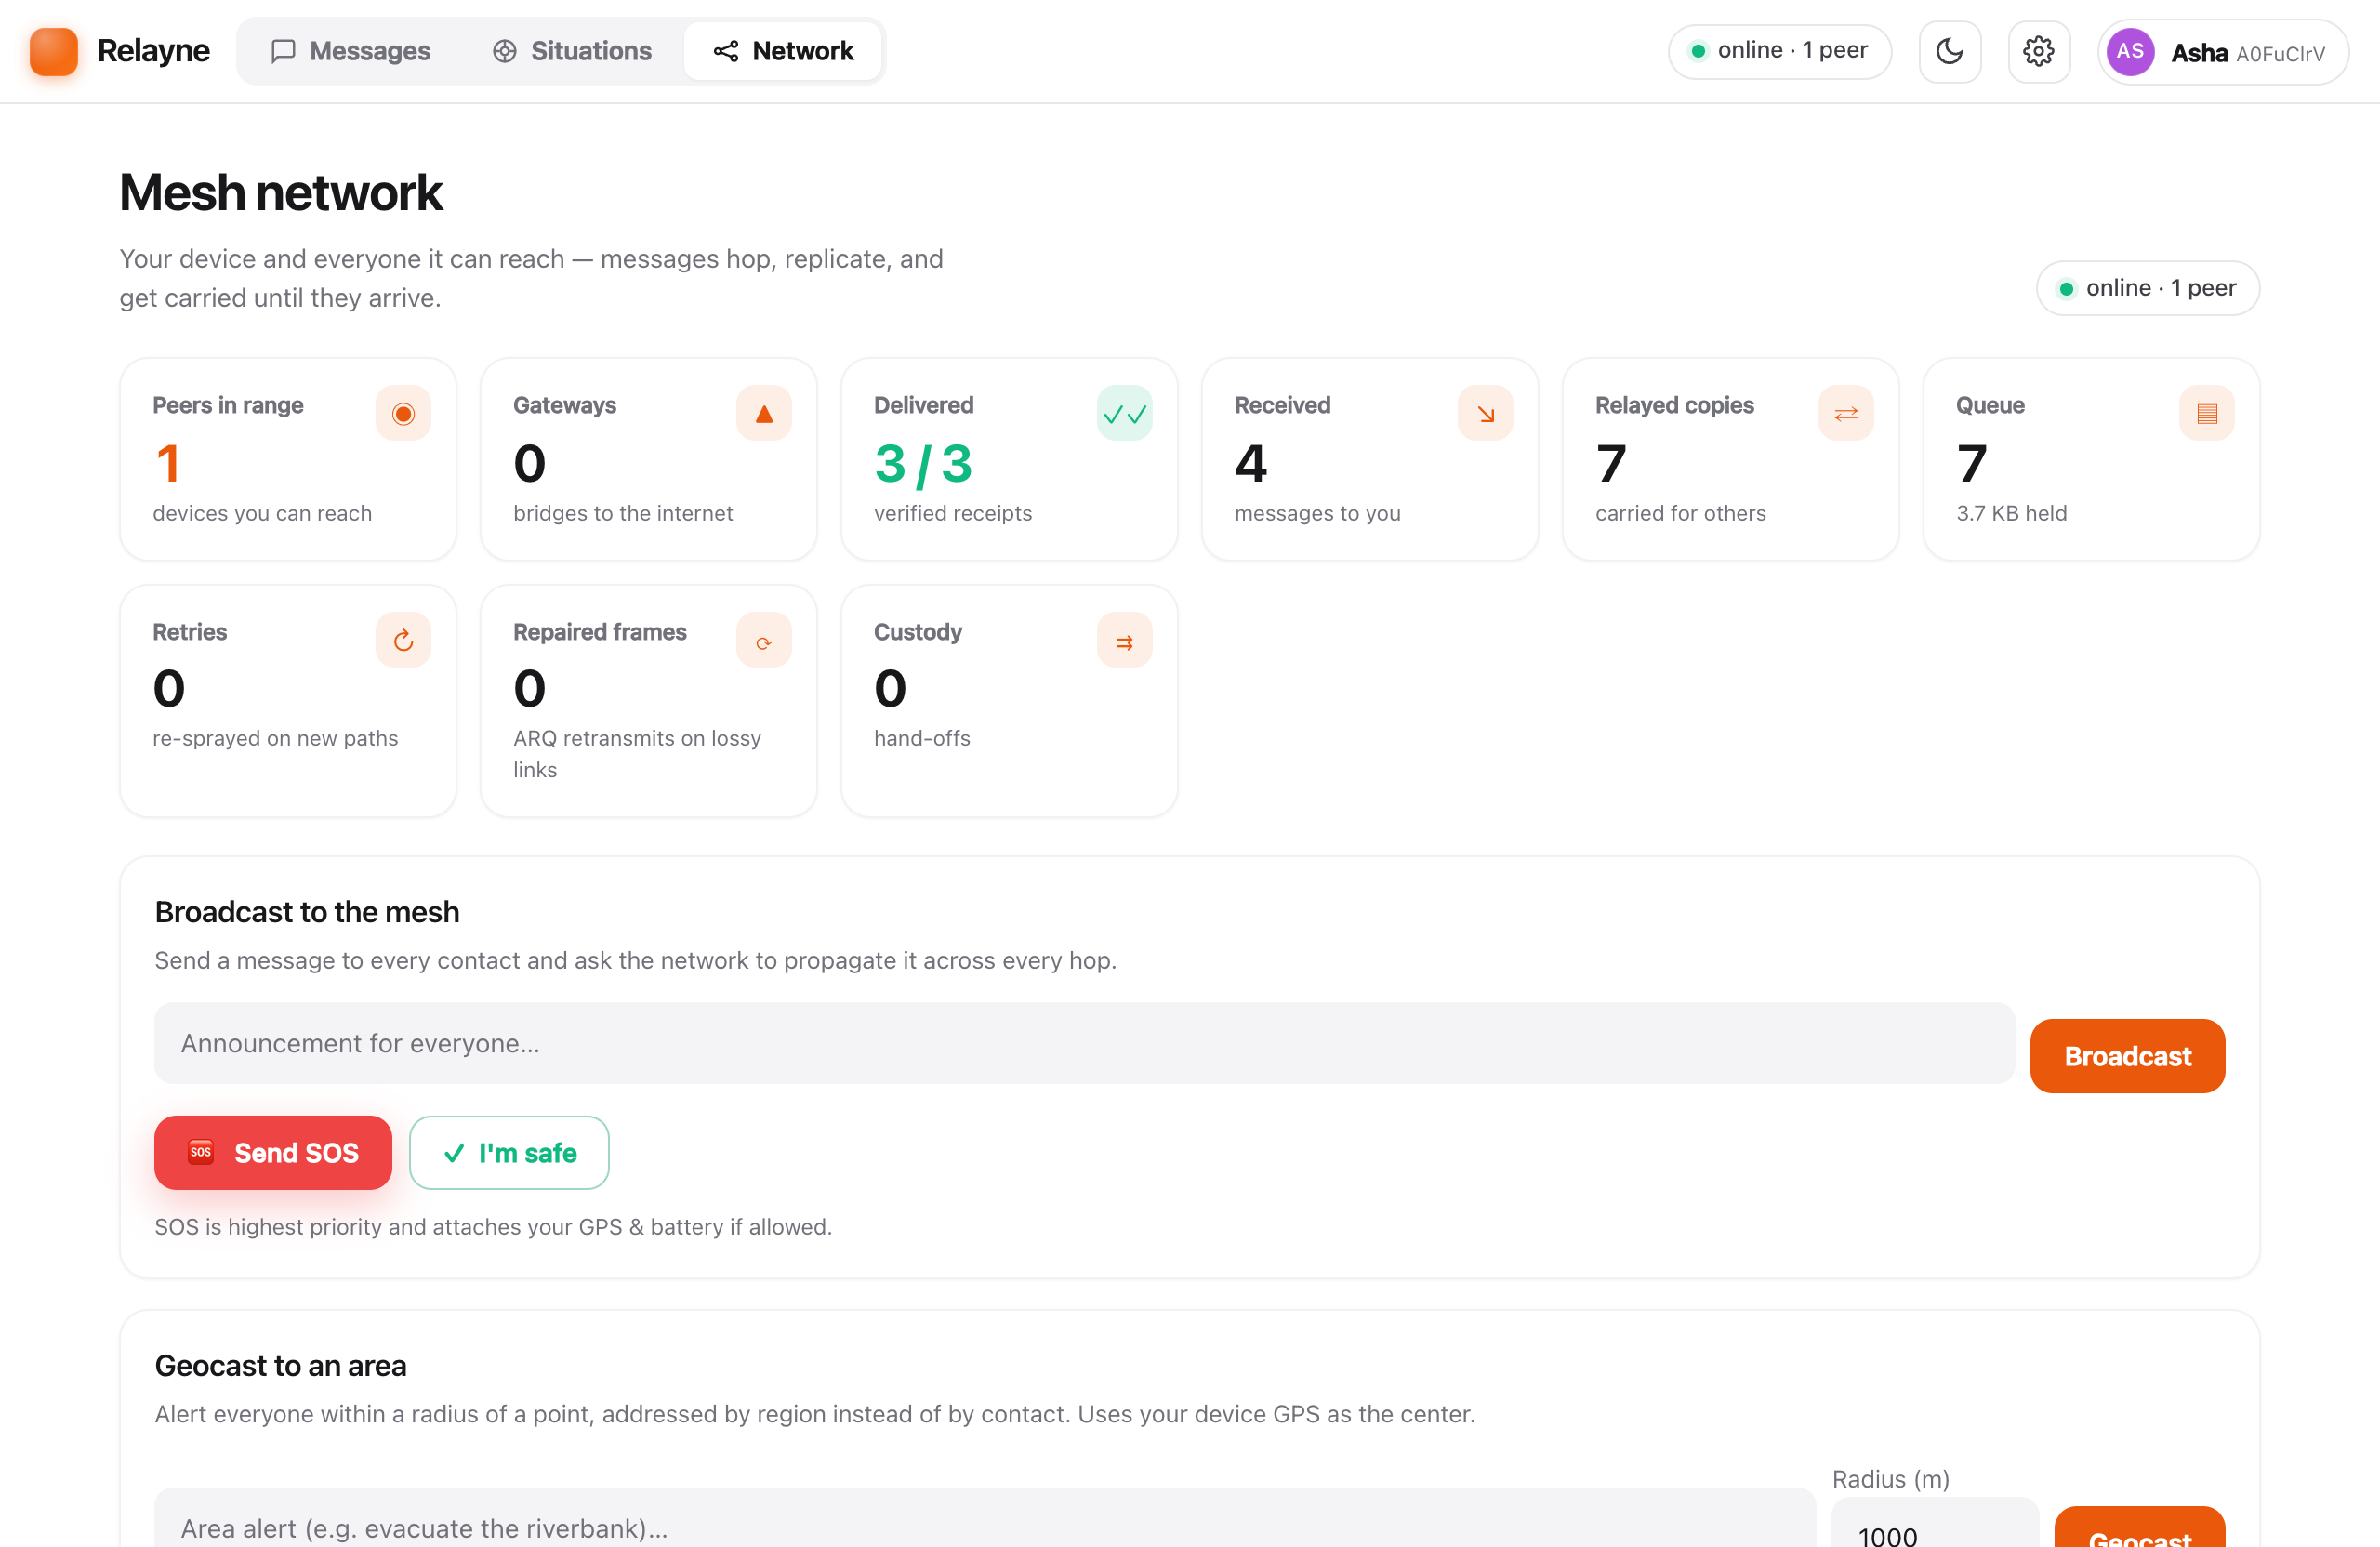 Relayne
Messages
Situations
Network
online · 1 peer
AS
Asha A0FuClrV
Mesh network
Your device and everyone it can reach — messages hop, replicate, and
get carried until they arrive.
online · 1 peer
Peers in range
1
devices you can reach
Gateways
0
bridges to the internet
Delivered
3 / 3
verified receipts
Received
4
messages to you
Relayed copies
7
carried for others
Queue
7
3.7 KB held
Retries
0
re-sprayed on new paths
Repaired frames
0
ARQ retransmits on lossy
links
Custody
0
hand-offs
Broadcast to the mesh
Send a message to every contact and ask the network to propagate it across every hop.
Announcement for everyone...
Broadcast
SOS Send SOS
✓ I'm safe
SOS is highest priority and attaches your GPS & battery if allowed.
Geocast to an area
Alert everyone within a radius of a point, addressed by region instead of by contact. Uses your device GPS as the center.
Radius (m)
Area alert (e.g. evacuate the riverbank)...
1000
Geocast